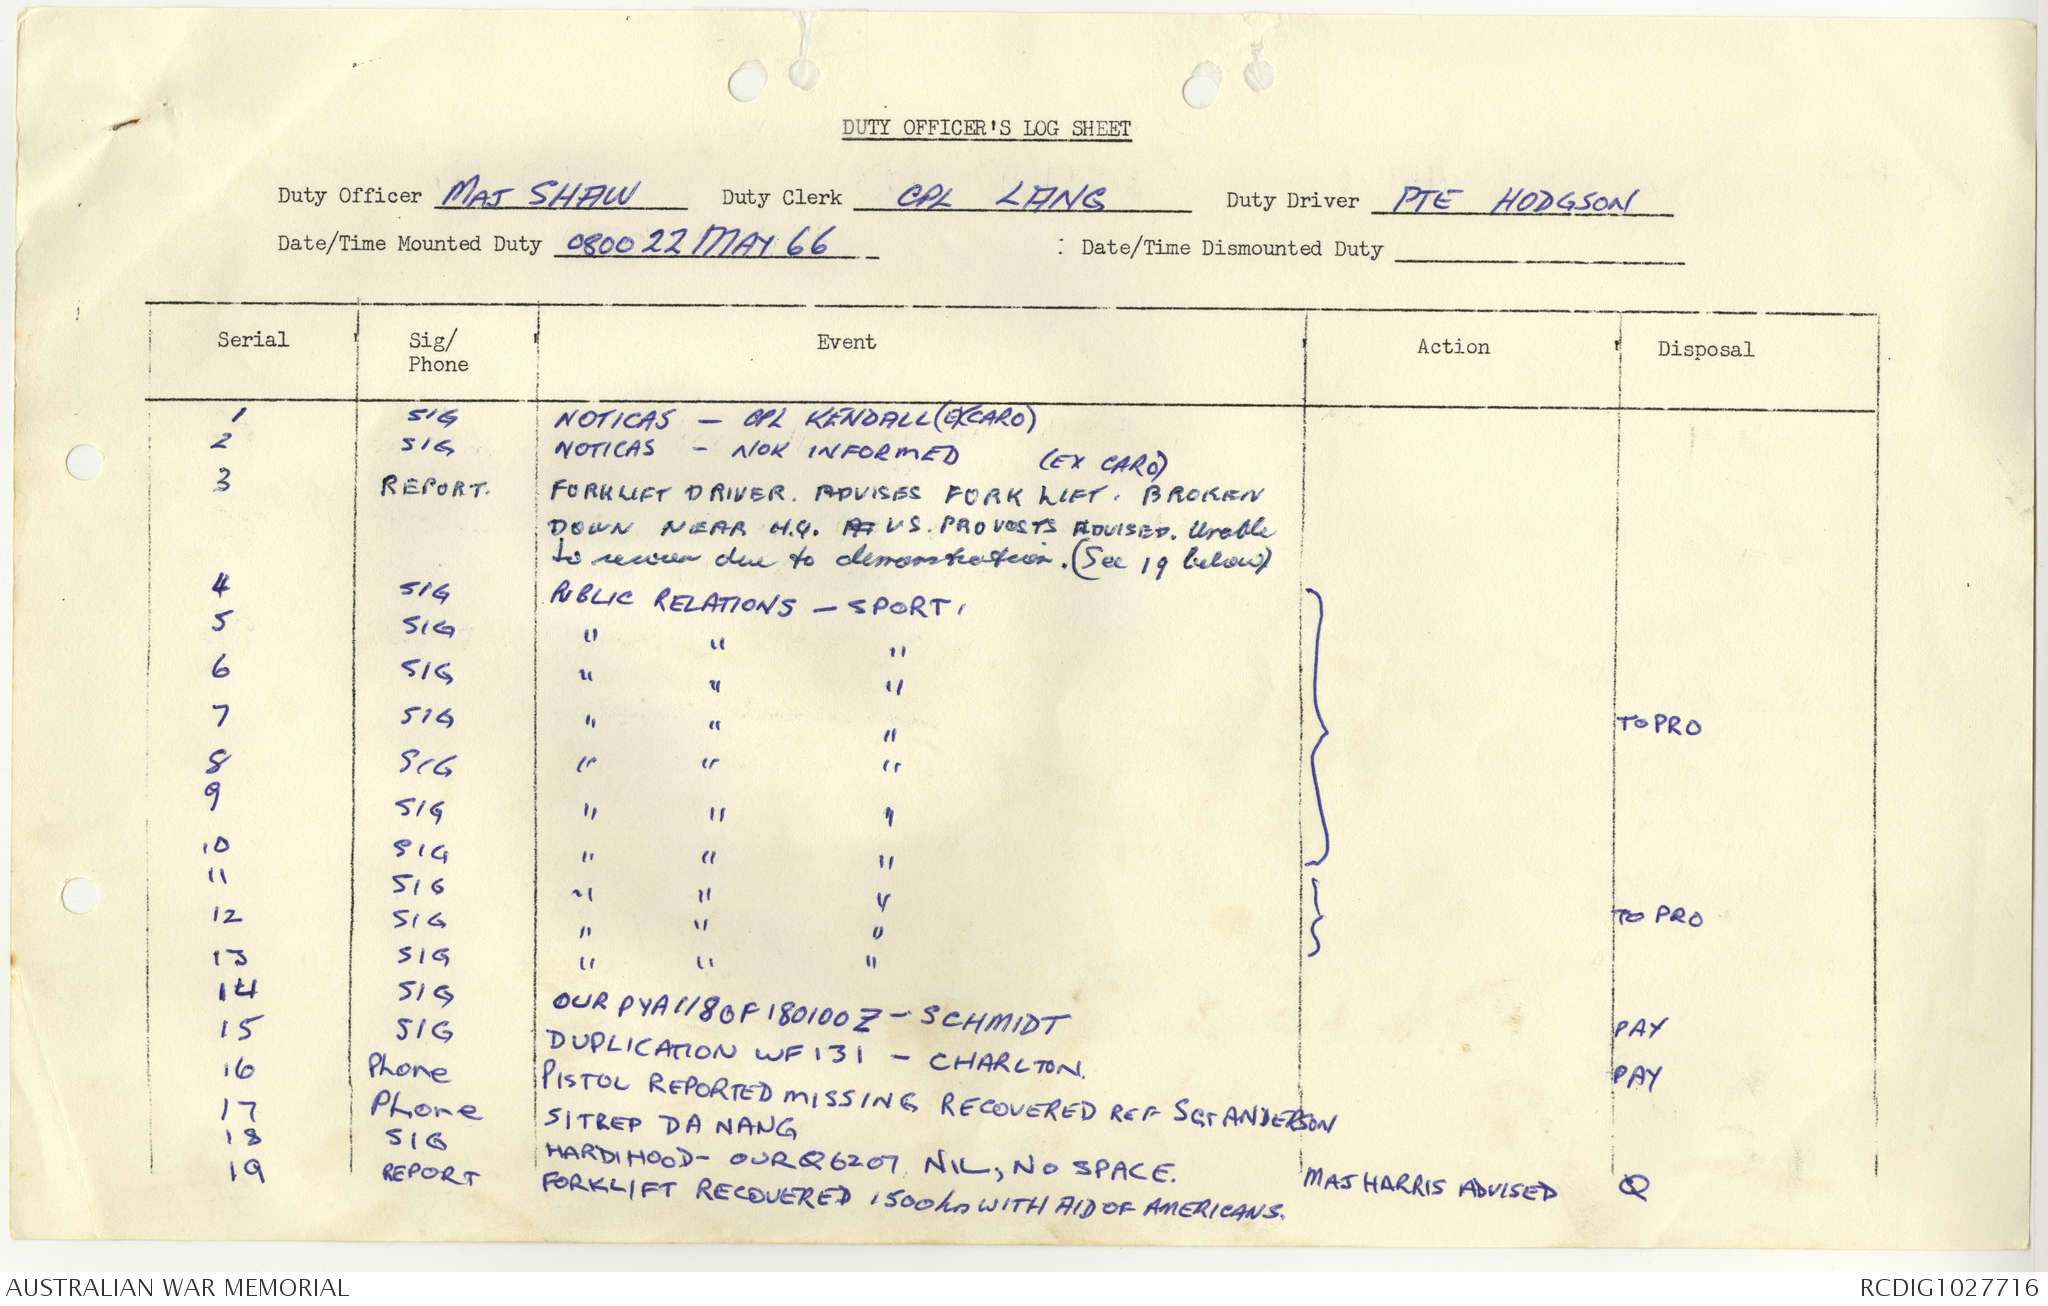 DUTY OFFICER'S LOG SHEET
Duty Officer MAJ SHAW Duty Clerk CPL LANG Duty Driver PTE HODGSON
Date/Time Mounted Duty 0800 22 MAY 66 : Date/Time Dismounted Duty
Serial Sig/ Event Action Disposal
Phone
1 SIG NOTICAS - CPL KENDALL (EX CARO)
2 SIG NOTICAS - NOK INFORMED (EX CARO)
3 REPORT. FORKLIFT DRIVER. ADVISES FORK LIFT. BROKEN
DOWN NEAR H.Q. US. PROVOSTS ADVISED. Unable
to recover due to demonstration. (See 19 below)
4 SIG PUBLIC RELATIONS - SPORT.
5 SIG " " "
6 SIG " " "
7 SIG " " " TO PRO
8 SIG " " "
9 SIG " " "
10 SIG " " "
11 SIG " " "
12 SIG " " " TO PRO
13 SIG " " "
14 SIG OUR PYA1180F 180100Z - SCHMIDT PAY
15 SIG DUPLICATION WF 131 - CHARLTON. PAY
16 Phone PISTOL REPORTED MISSING RECOVERED REF SGT ANDERSON
17 Phone SITREP DA NANG
18 SIG HARDIHOOD - OUR Q6207. NIL, NO SPACE. MAJ HARRIS ADVISED Q
19 REPORT FORKLIFT RECOVERED 1500hrs WITH AID OF AMERICANS.
AUSTRALIAN WAR MEMORIAL RCDIG1027716